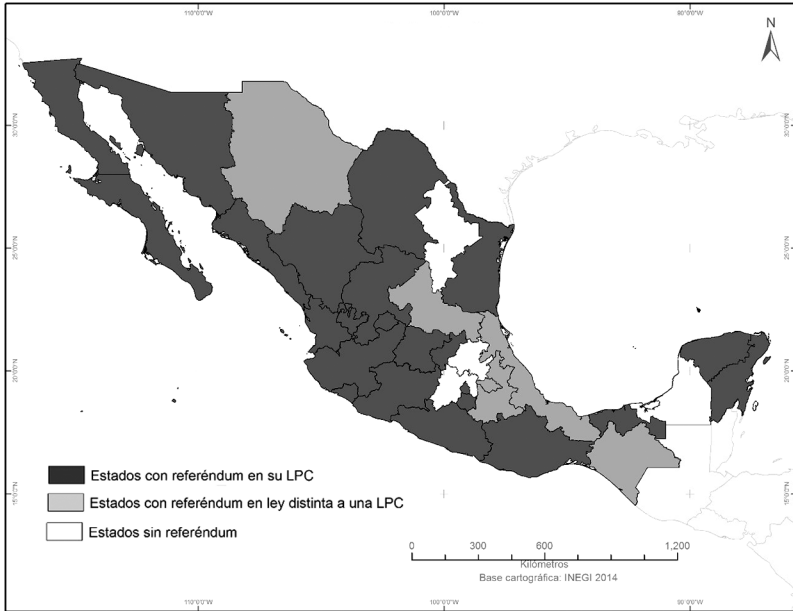 110°0'0"W 100°0'0"W 90°0'0"W
N
30°0'0"N 30°0'0"N
25°0'0"N 25°0'0"N
20°0'0"N 20°0'0"N
15°0'0"N 15°0'0"N
Estados con referéndum en su LPC
Estados con referéndum en ley distinta a una LPC
Estados sin referéndum
0 300 600 1,200
Kilómetros
Base cartográfica: INEGI 2014
110°0'0"W 100°0'0"W 90°0'0"W